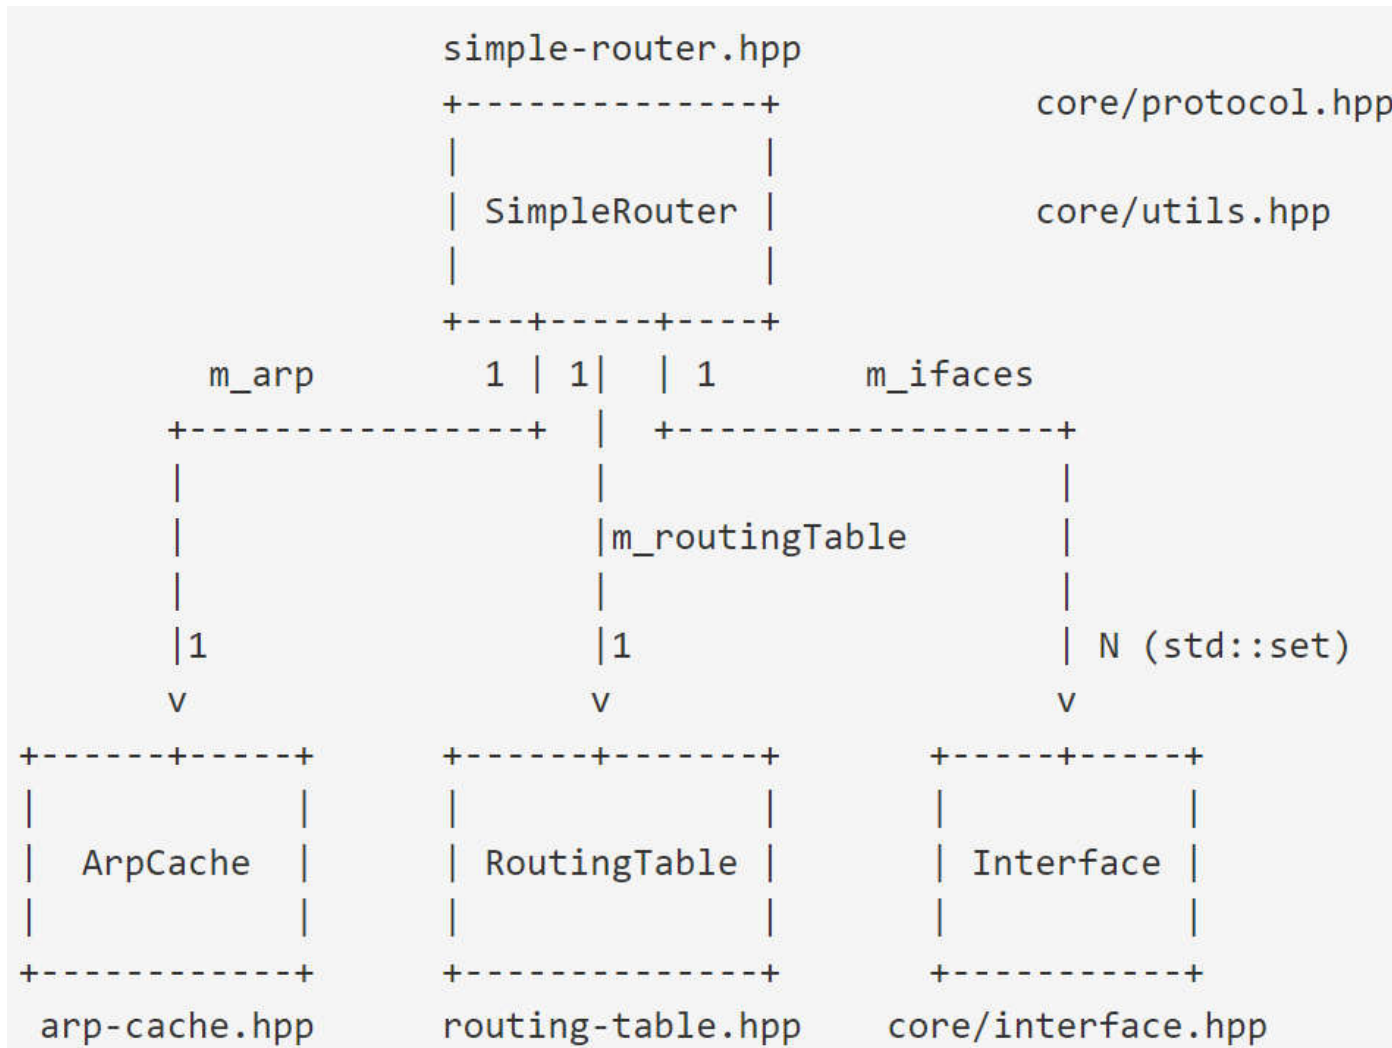 simple-router.hpp
+--------------+ core/protocol.hpp
| |
| SimpleRouter | core/utils.hpp
| |
+---+-----+----+
m_arp 1 | 1| | 1 m_ifaces
+----------------+ | +------------------+
| | |
| |m_routingTable |
| | |
|1 |1 | N (std::set)
v v v
+------+-----+ +------+-------+ +-----+-----+
| | | | | |
| ArpCache | | RoutingTable | | Interface |
| | | | | |
+------------+ +--------------+ +-----------+
arp-cache.hpp routing-table.hpp core/interface.hpp